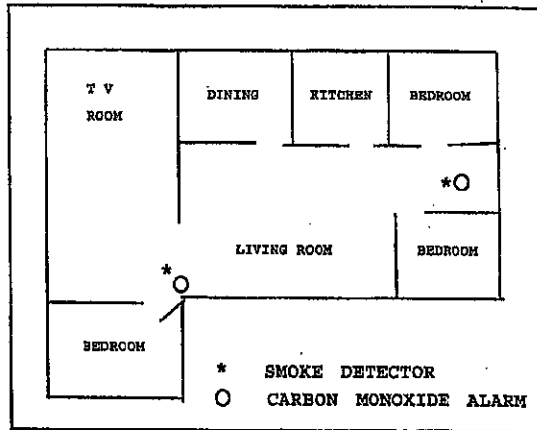 T V
ROOM
DINING
KITCHEN
BEDROOM
* O
LIVING ROOM
BEDROOM
* O
BEDROOM
* SMOKE DETECTOR
O CARBON MONOXIDE ALARM